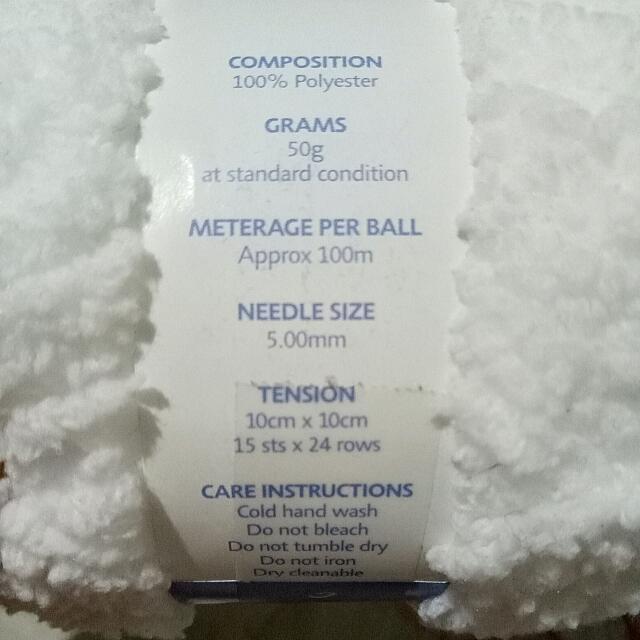 COMPOSITION
100% Polyester
GRAMS
50g
at standard condition
METERAGE PER BALL
Approx 100m
NEEDLE SIZE
5.00mm
TENSION
10cm x 10cm
15 sts x 24 rows
CARE INSTRUCTIONS
Cold hand wash
Do not bleach
Do not tumble dry
Do not iron
Dry cleanable